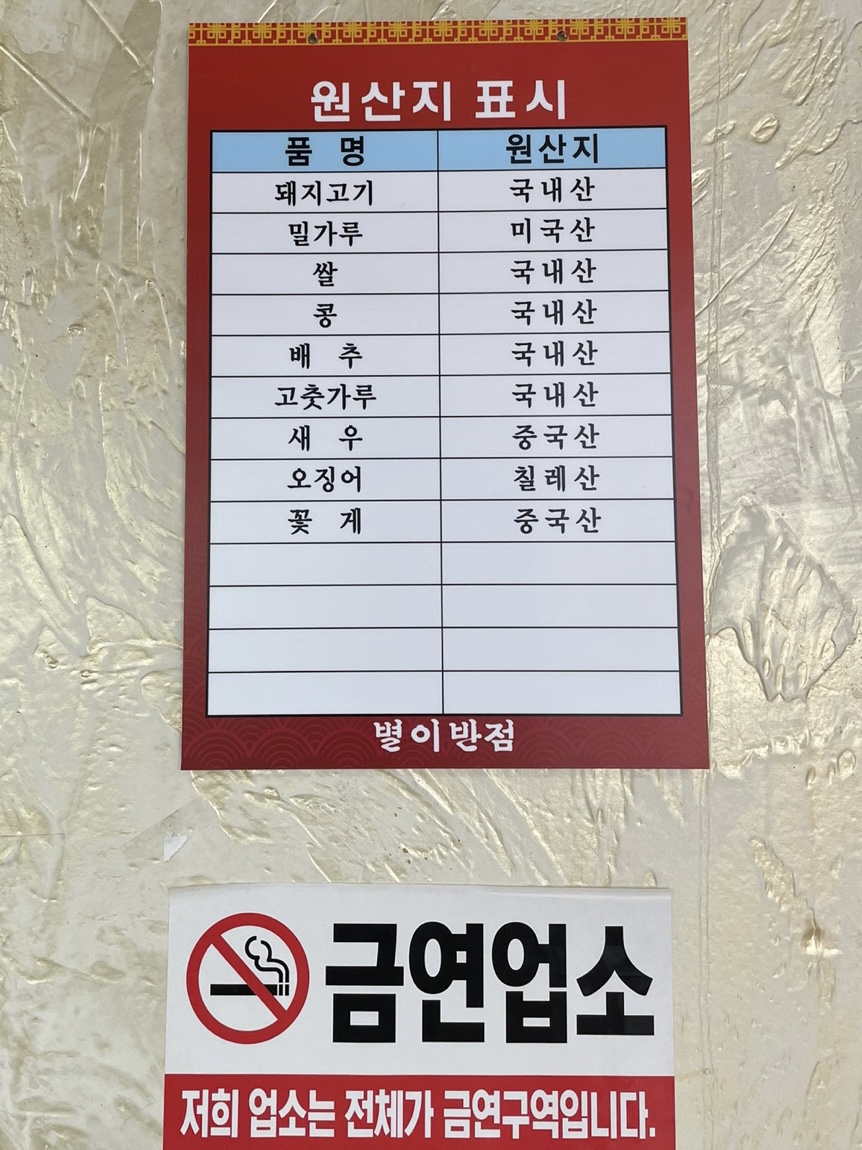 원산지 표시
품 명 원산지
돼지고기 국내산
밀가루 미국산
쌀 국내산
콩 국내산
배 추 국내산
고춧가루 국내산
새 우 중국산
오징어 칠레산
꽃 게 중국산
별이반점
금연업소
저희 업소는 전체가 금연구역입니다.